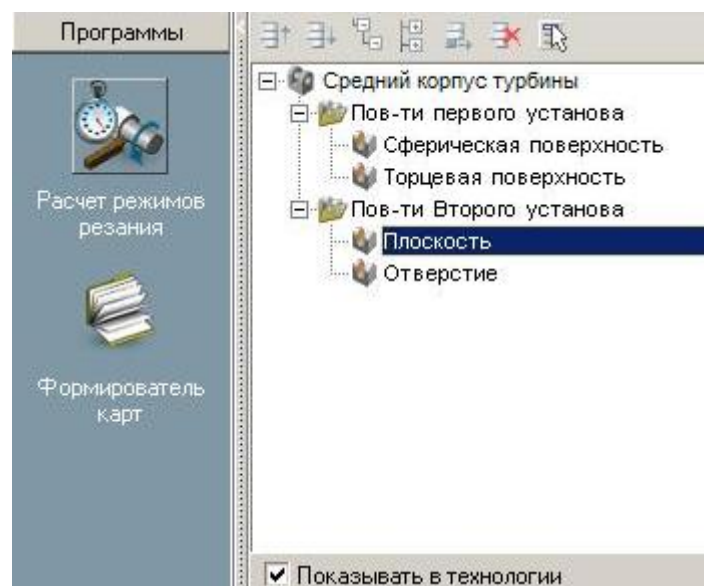 Программы
Расчет режимов
резания
Формирователь
карт
Средний корпус турбины
Пов-ти первого установа
Сферическая поверхность
Торцевая поверхность
Пов-ти Второго установа
Плоскость
Отверстие
Показывать в технологии